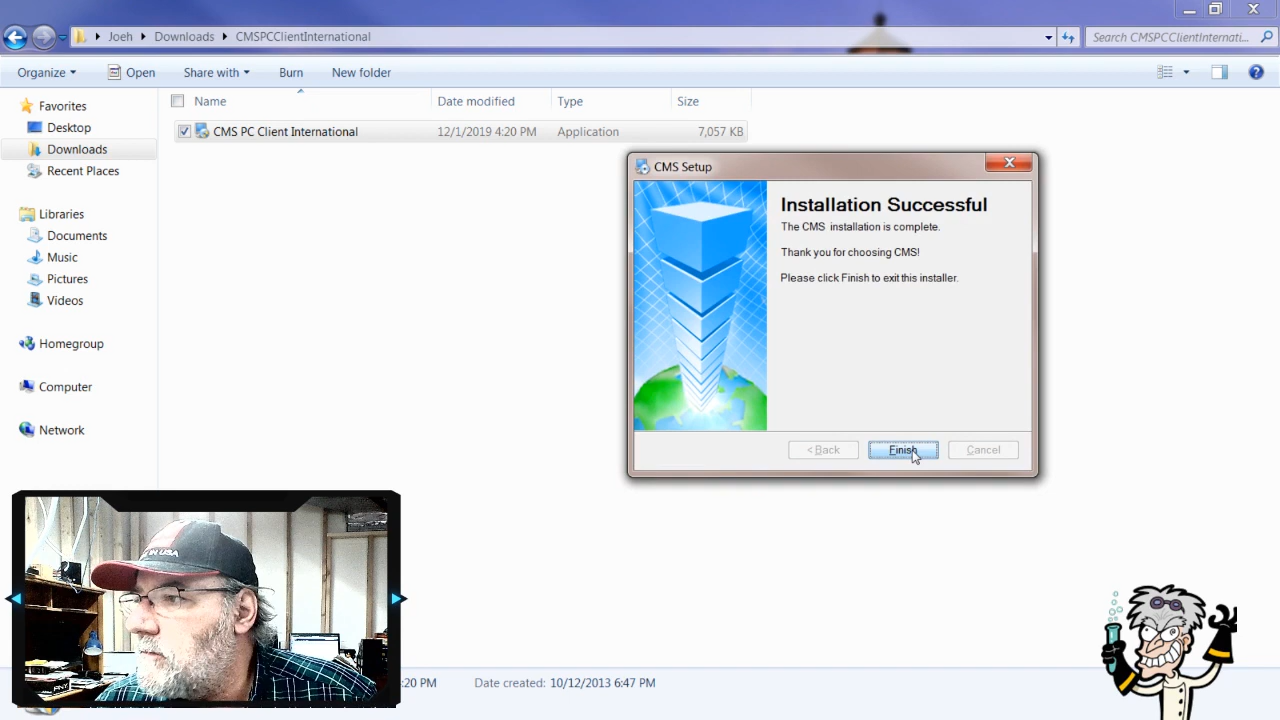 Joeh Downloads CMSPCClientInternational
Search CMSPCClientInternati...
Organize Open Share with Burn New folder
Name Date modified Type Size
CMS PC Client International 12/1/2019 4:20 PM Application 7,057 KB
Favorites
Desktop
Downloads
Recent Places
Libraries
Documents
Music
Pictures
Videos
Homegroup
Computer
Network
CMS Setup
Installation Successful
The CMS installation is complete.
Thank you for choosing CMS!
Please click Finish to exit this installer.
< Back Finish Cancel
IN USA
:20 PM Date created: 10/12/2013 6:47 PM